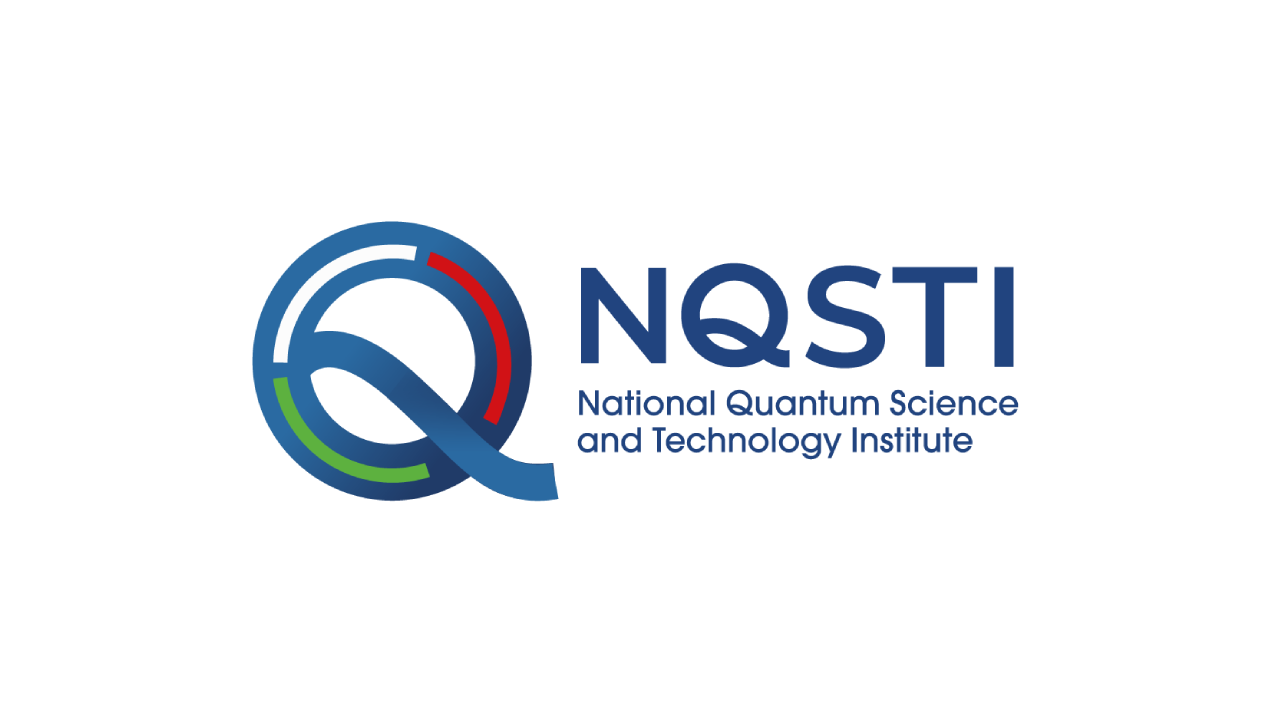 NQSTI
National Quantum Science
and Technology Institute